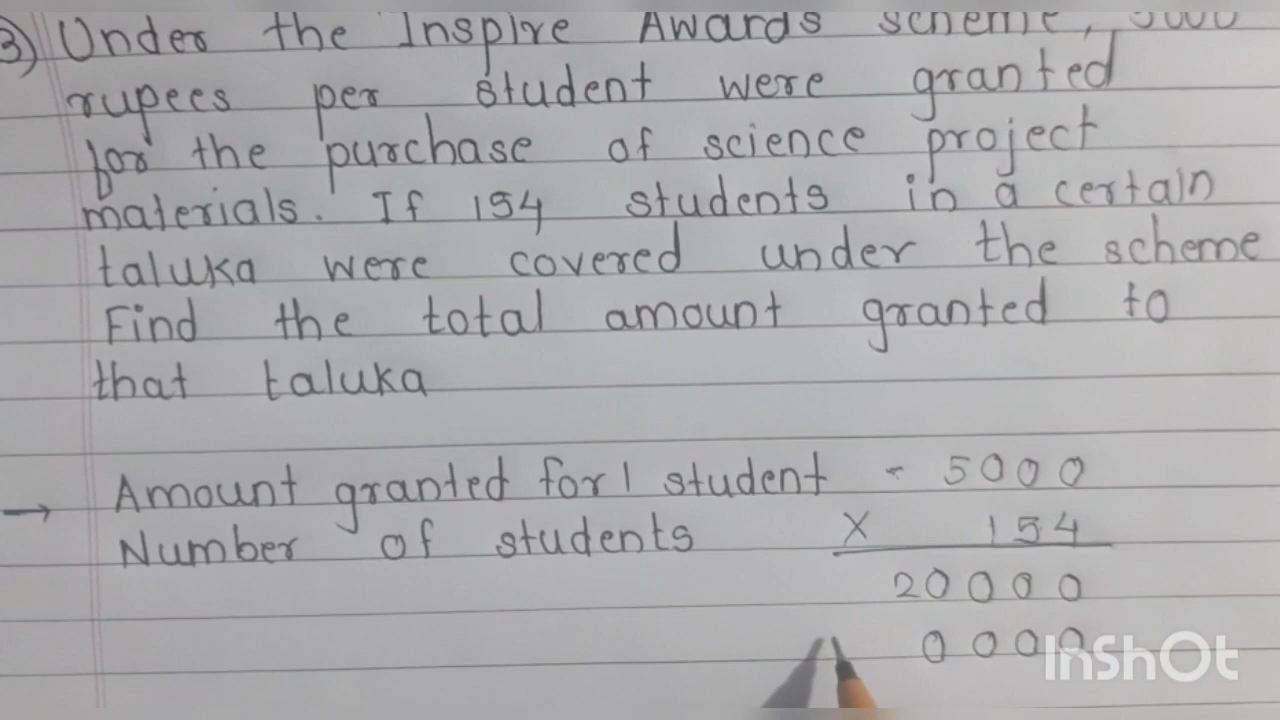 3) Under the Inspire Awards scheme, 5000
rupees per student were granted
for the purchase of science project
materials. If 154 students in a certain
taluka were covered under the scheme
Find the total amount granted to
that taluka
→ Amount granted for 1 student - 5000
Number of students X 154
20000
0000
InShOt